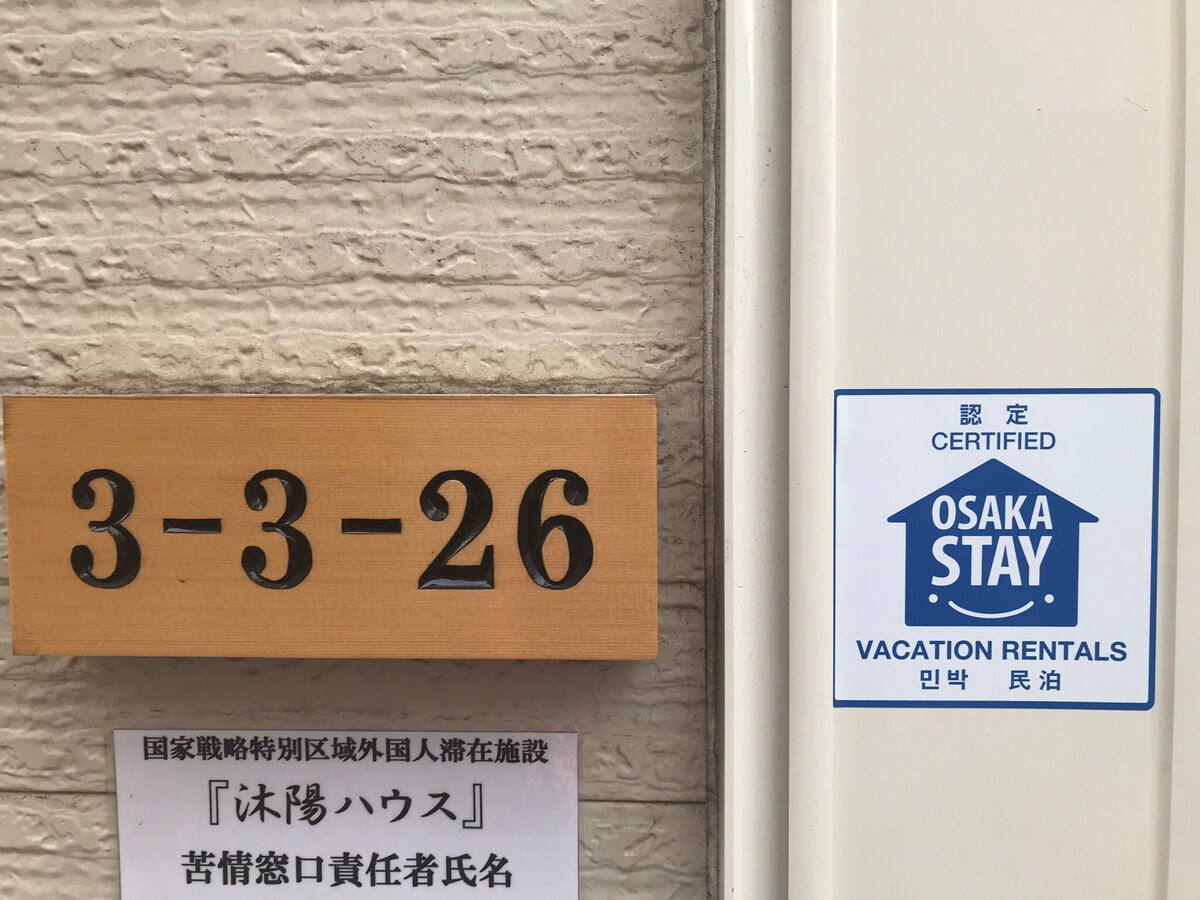 3-3-26
国家戦略特別区域外国人滞在施設
『沐陽ハウス』
苦情窓口責任者氏名
認定
CERTIFIED
OSAKA
STAY
VACATION RENTALS
민박 民泊